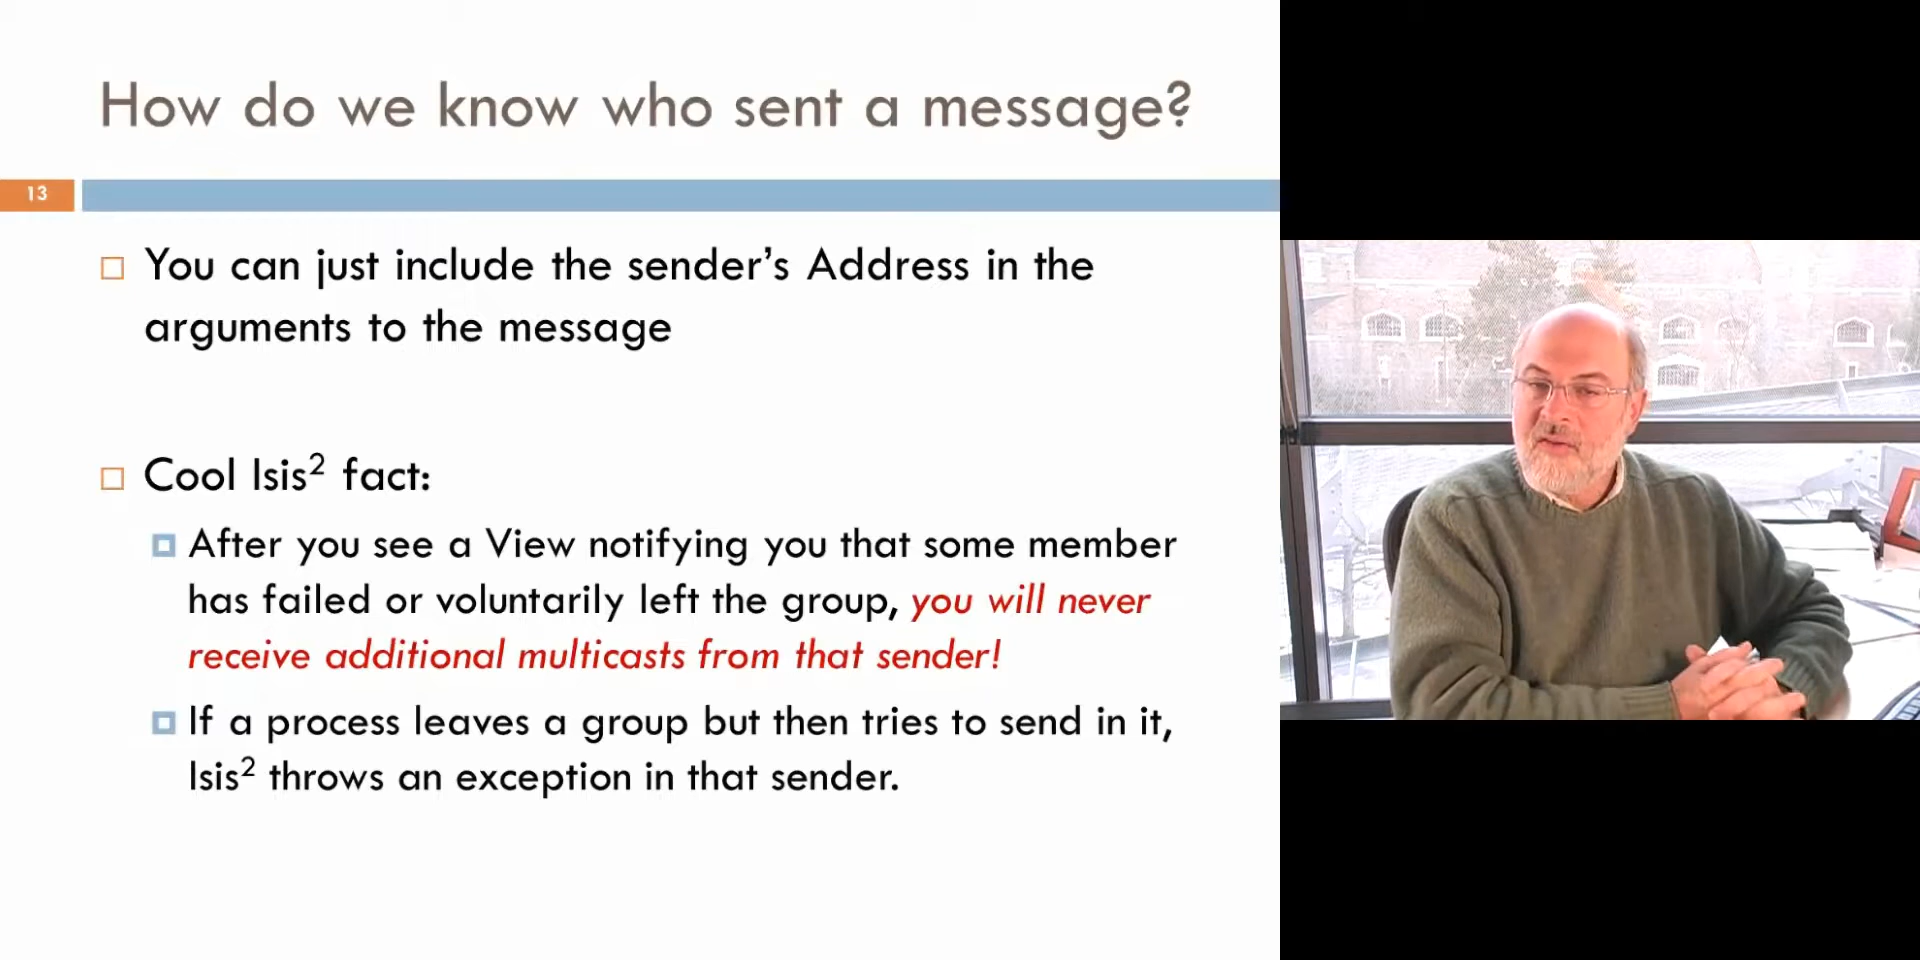 How do we know who sent a message?
13
You can just include the sender’s Address in the
arguments to the message
Cool Isis² fact:
After you see a View notifying you that some member
has failed or voluntarily left the group, you will never
receive additional multicasts from that sender!
If a process leaves a group but then tries to send in it,
Isis² throws an exception in that sender.